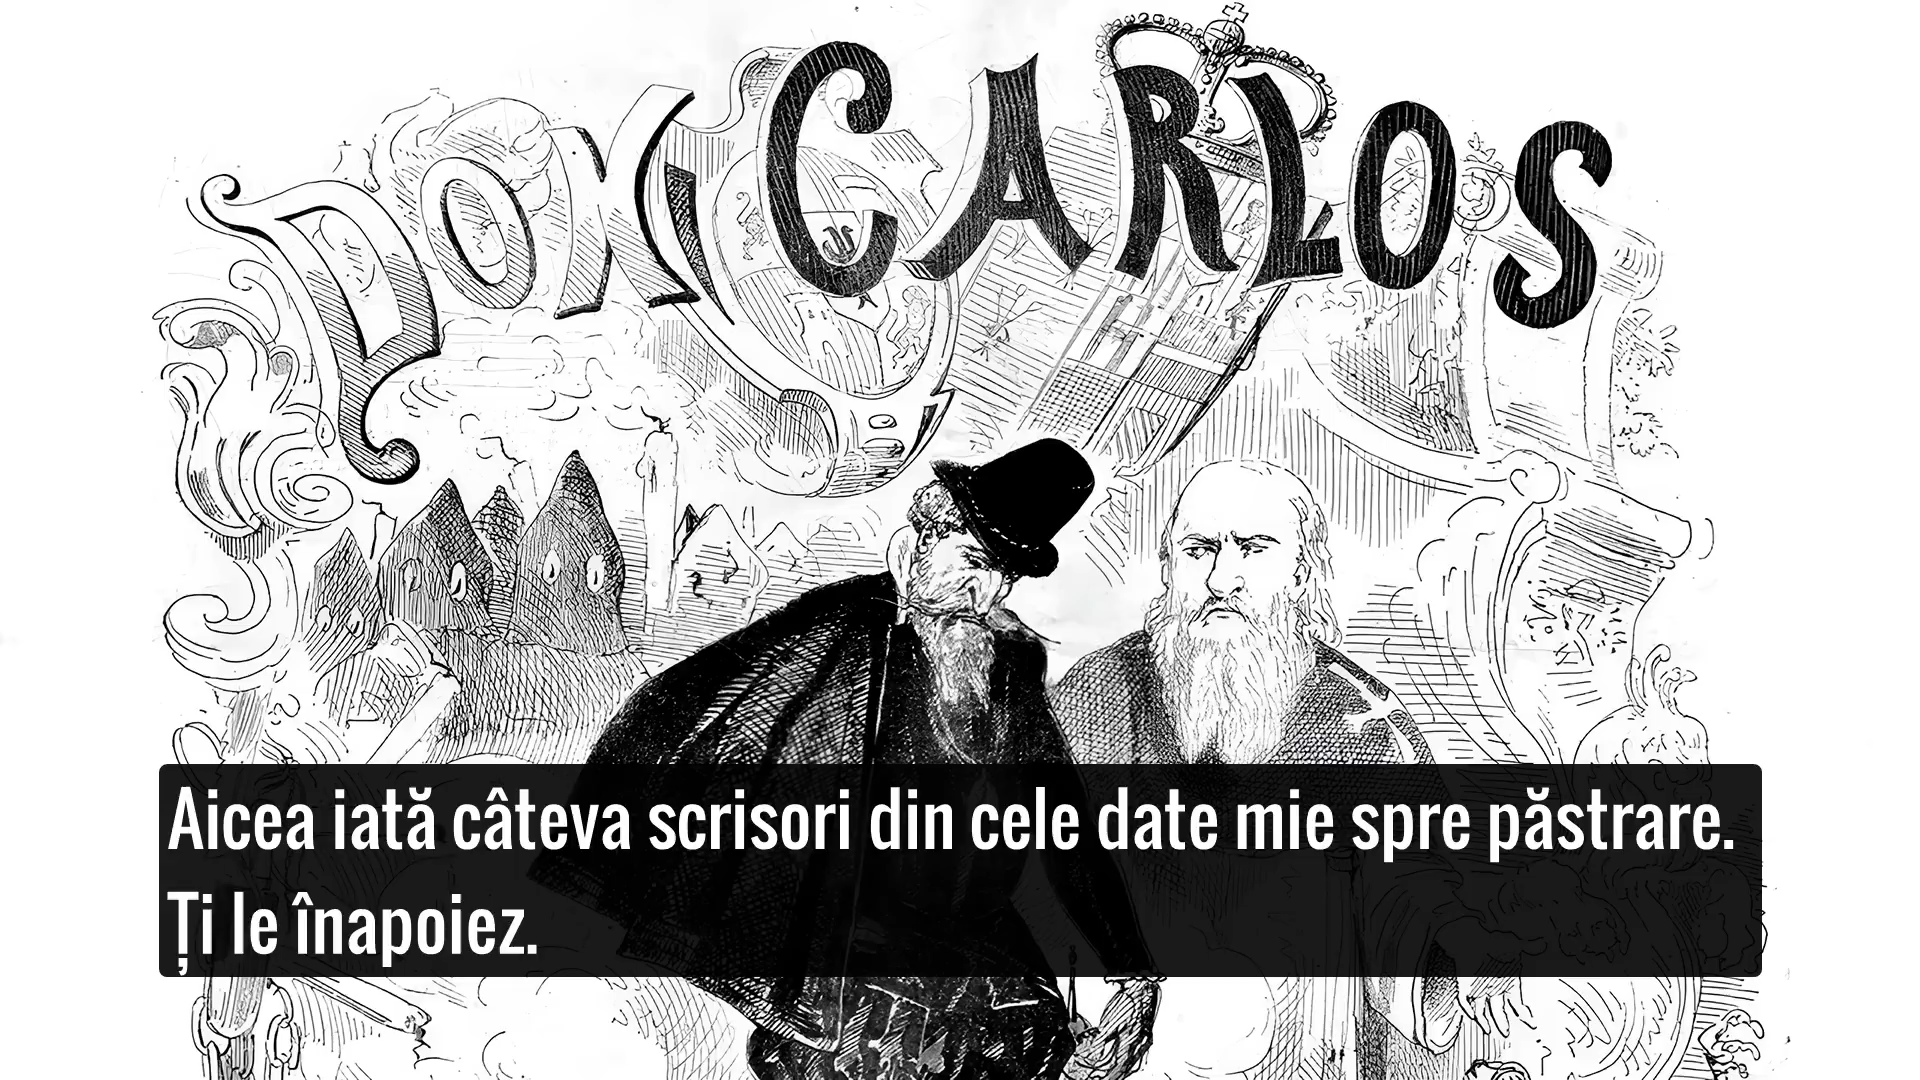 DON CARLOS
Aicea iată câteva scrisori din cele date mie spre păstrare.
Ți le înapoiez.